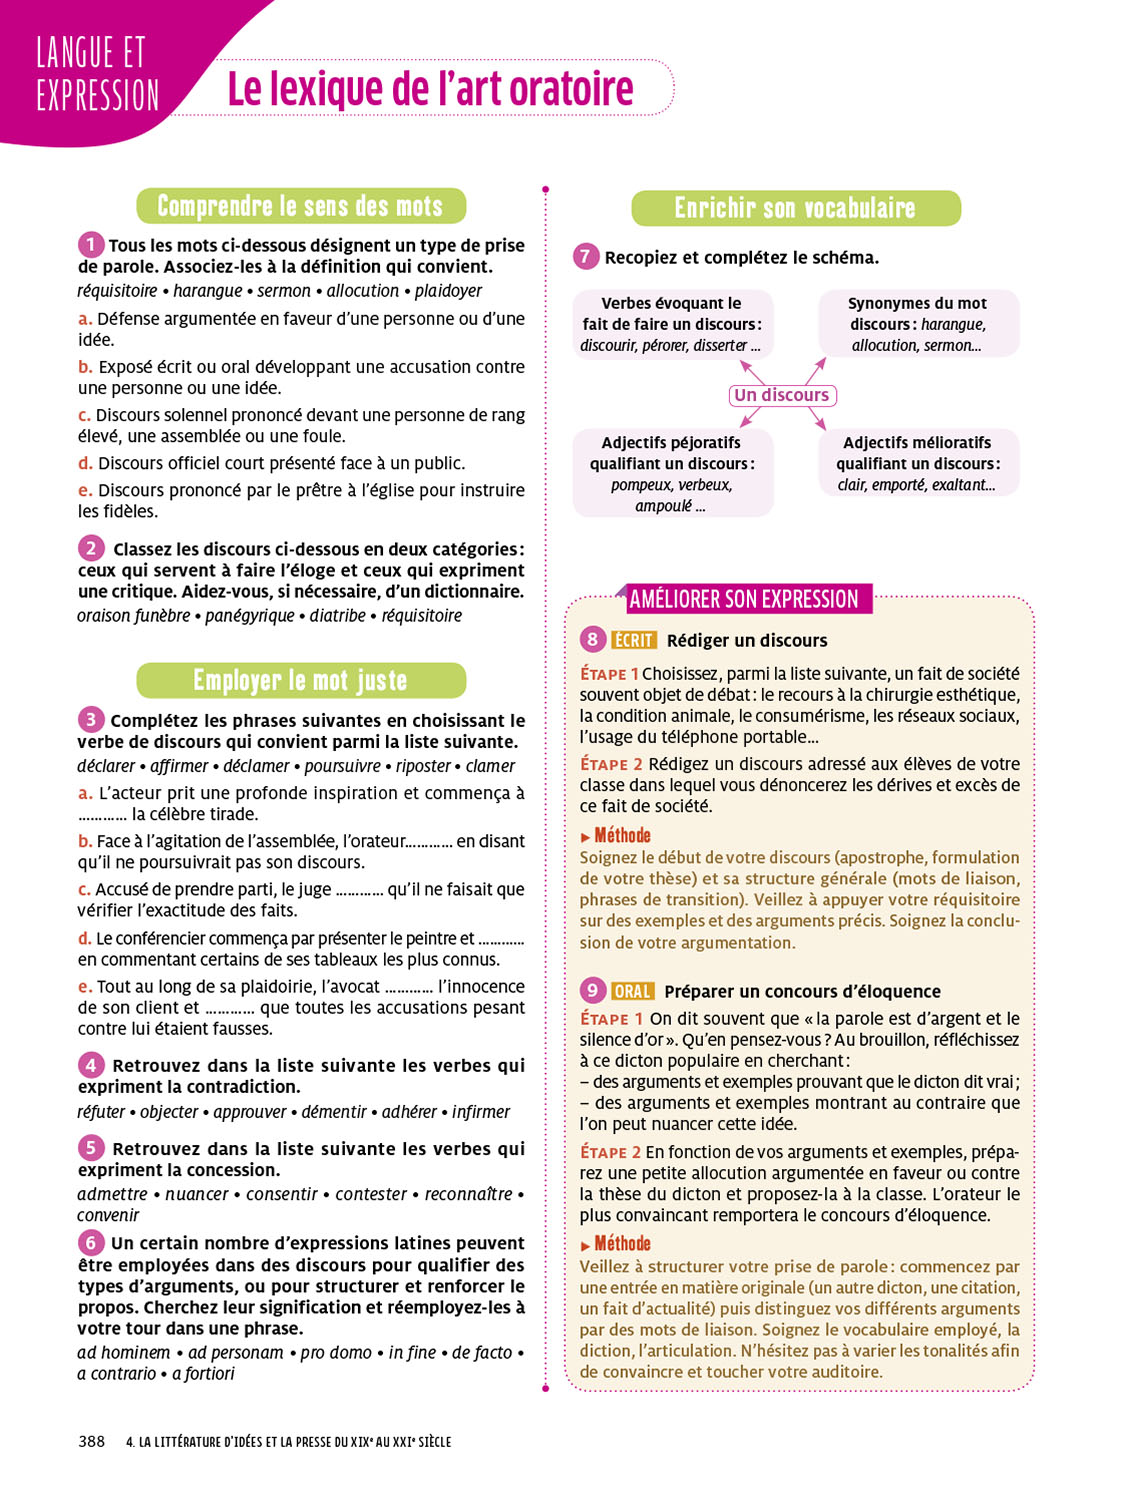 LANGUE ET
EXPRESSION
Le lexique de l'art oratoire
Comprendre le sens des mots
1 Tous les mots ci-dessous désignent un type de prise
de parole. Associez-les à la définition qui convient.
réquisitoire • harangue • sermon • allocution • plaidoyer
a. Défense argumentée en faveur d'une personne ou d'une
idée.
b. Exposé écrit ou oral développant une accusation contre
une personne ou une idée.
c. Discours solennel prononcé devant une personne de rang
élevé, une assemblée ou une foule.
d. Discours officiel court présenté face à un public.
e. Discours prononcé par le prêtre à l'église pour instruire
les fidèles.
2 Classez les discours ci-dessous en deux catégories :
ceux qui servent à faire l'éloge et ceux qui expriment
une critique. Aidez-vous, si nécessaire, d'un dictionnaire.
oraison funèbre • panégyrique • diatribe • réquisitoire
Employer le mot juste
3 Complétez les phrases suivantes en choisissant le
verbe de discours qui convient parmi la liste suivante.
déclarer • affirmer • déclamer • poursuivre • riposter • clamer
a. L'acteur prit une profonde inspiration et commença à
............ la célèbre tirade.
b. Face à l'agitation de l'assemblée, l'orateur............ en disant
qu'il ne poursuivrait pas son discours.
c. Accusé de prendre parti, le juge ............ qu'il ne faisait que
vérifier l'exactitude des faits.
d. Le conférencier commença par présenter le peintre et ............
en commentant certains de ses tableaux les plus connus.
e. Tout au long de sa plaidoirie, l'avocat ............ l'innocence
de son client et ............ que toutes les accusations pesant
contre lui étaient fausses.
4 Retrouvez dans la liste suivante les verbes qui
expriment la contradiction.
réfuter • objecter • approuver • démentir • adhérer • infirmer
5 Retrouvez dans la liste suivante les verbes qui
expriment la concession.
admettre • nuancer • consentir • contester • reconnaître •
convenir
6 Un certain nombre d'expressions latines peuvent
être employées dans des discours pour qualifier des
types d'arguments, ou pour structurer et renforcer le
propos. Cherchez leur signification et réemployez-les à
votre tour dans une phrase.
ad hominem • ad personam • pro domo • in fine • de facto •
a contrario • a fortiori
Enrichir son vocabulaire
7 Recopiez et complétez le schéma.
Verbes évoquant le
fait de faire un discours :
discourir, pérorer, disserter ...
Synonymes du mot
discours : harangue,
allocution, sermon...
Un discours
Adjectifs péjoratifs
qualifiant un discours :
pompeux, verbeux,
ampoulé ...
Adjectifs mélioratifs
qualifiant un discours :
clair, emporté, exaltant...
AMÉLIORER SON EXPRESSION
8 ÉCRIT Rédiger un discours
ÉTAPE 1 Choisissez, parmi la liste suivante, un fait de société
souvent objet de débat : le recours à la chirurgie esthétique,
la condition animale, le consumérisme, les réseaux sociaux,
l'usage du téléphone portable...
ÉTAPE 2 Rédigez un discours adressé aux élèves de votre
classe dans lequel vous dénoncerez les dérives et excès de
ce fait de société.
► Méthode
Soignez le début de votre discours (apostrophe, formulation
de votre thèse) et sa structure générale (mots de liaison,
phrases de transition). Veillez à appuyer votre réquisitoire
sur des exemples et des arguments précis. Soignez la conclu-
sion de votre argumentation.
9 ORAL Préparer un concours d'éloquence
ÉTAPE 1 On dit souvent que « la parole est d'argent et le
silence d'or ». Qu'en pensez-vous ? Au brouillon, réfléchissez
à ce dicton populaire en cherchant :
– des arguments et exemples prouvant que le dicton dit vrai ;
– des arguments et exemples montrant au contraire que
l'on peut nuancer cette idée.
ÉTAPE 2 En fonction de vos arguments et exemples, prépa-
rez une petite allocution argumentée en faveur ou contre
la thèse du dicton et proposez-la à la classe. L'orateur le
plus convaincant remportera le concours d'éloquence.
► Méthode
Veillez à structurer votre prise de parole : commencez par
une entrée en matière originale (un autre dicton, une citation,
un fait d'actualité) puis distinguez vos différents arguments
par des mots de liaison. Soignez le vocabulaire employé, la
diction, l'articulation. N'hésitez pas à varier les tonalités afin
de convaincre et toucher votre auditoire.
388 4. LA LITTÉRATURE D'IDÉES ET LA PRESSE DU XIXe AU XXIe SIÈCLE